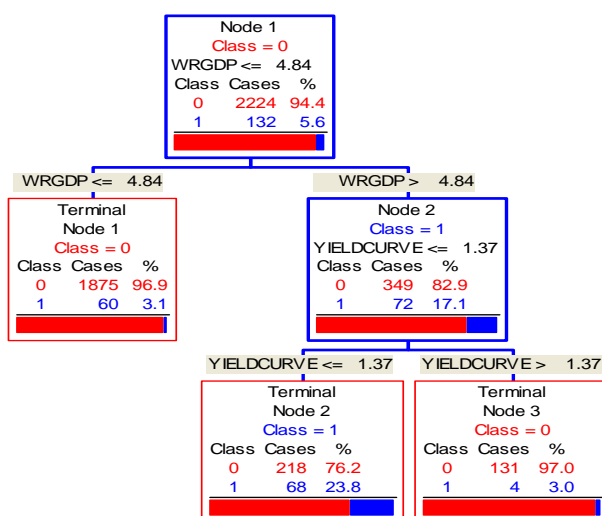 Node 1
Class = 0
WRGDP <= 4.84
Class Cases %
0 2224 94.4
1 132 5.6
WRGDP <= 4.84
WRGDP > 4.84
Terminal
Node 1
Class = 0
Class Cases %
0 1875 96.9
1 60 3.1
Node 2
Class = 1
YIELDCURVE <= 1.37
Class Cases %
0 349 82.9
1 72 17.1
YIELDCURVE <= 1.37
YIELDCURVE > 1.37
Terminal
Node 2
Class = 1
Class Cases %
0 218 76.2
1 68 23.8
Terminal
Node 3
Class = 0
Class Cases %
0 131 97.0
1 4 3.0